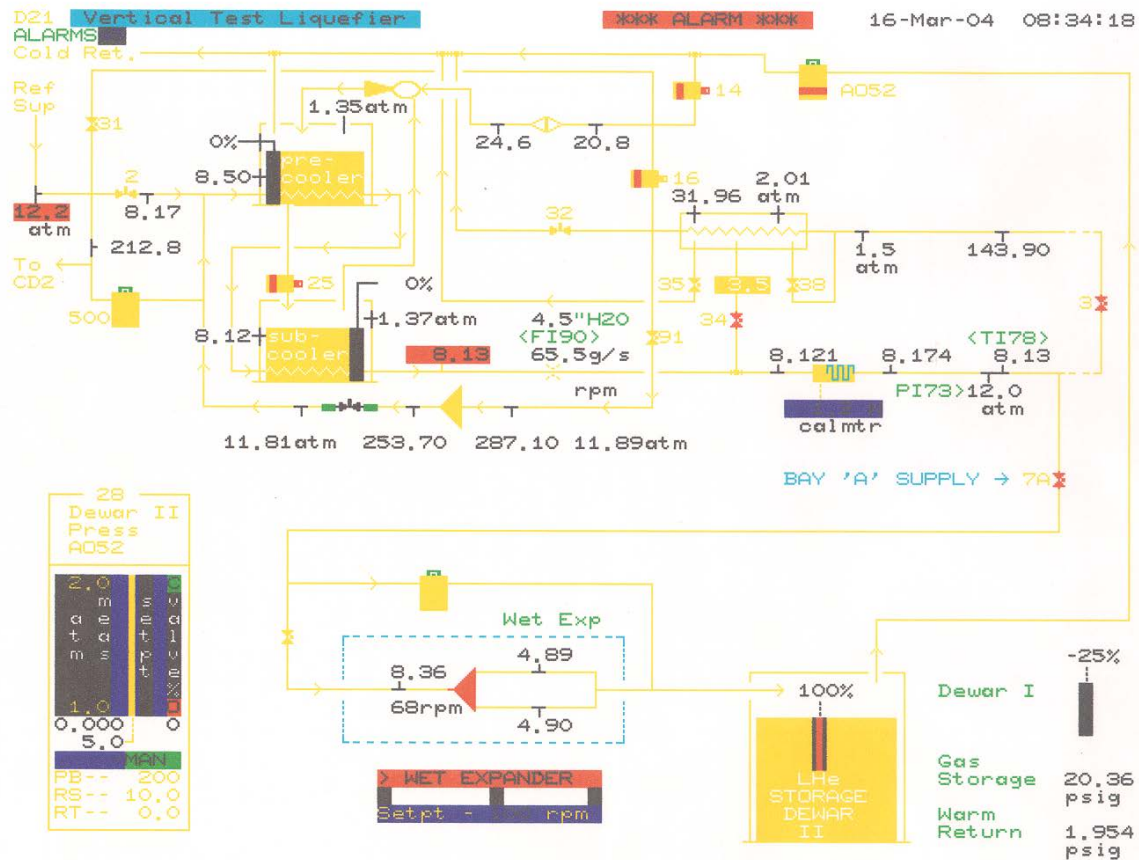 D21 Vertical Test Liquefier
*** ALARM ***
16-Mar-04 08:34:18
ALARMS
Cold Ret.
Ref
Sup
31
1.35atm
24.6
20.8
14
AO52
0%
pre-
cooler
8.50
2
8.17
12.2
atm
212.8
To
CD2
500
16
32
31.96
2.01
atm
1.5
atm
143.90
25
0%
1.37atm
8.12
sub-
cooler
8.13
4.5"H2O
<FI90>
65.5g/s
rpm
91
35
3.5
38
34
3
8.121
8.174
<TI78>
8.13
PI73>12.0
atm
calmtr
11.81atm
253.70
287.10
11.89atm
BAY 'A' SUPPLY → 7A
28
Dewar II
Press
AO52
2.0
atm
meas
setpt
valve%
C
O
1.0
0.000
0
5.0
MAN
PB-- 200
RS-- 10.0
RT-- 0.0
Wet Exp
8.36
68rpm
4.89
4.90
> WET EXPANDER
Setpt - rpm
100%
LHe
STORAGE
DEWAR
II
-25%
Dewar I
Gas
Storage
20.36
psig
Warm
Return
1.954
psig